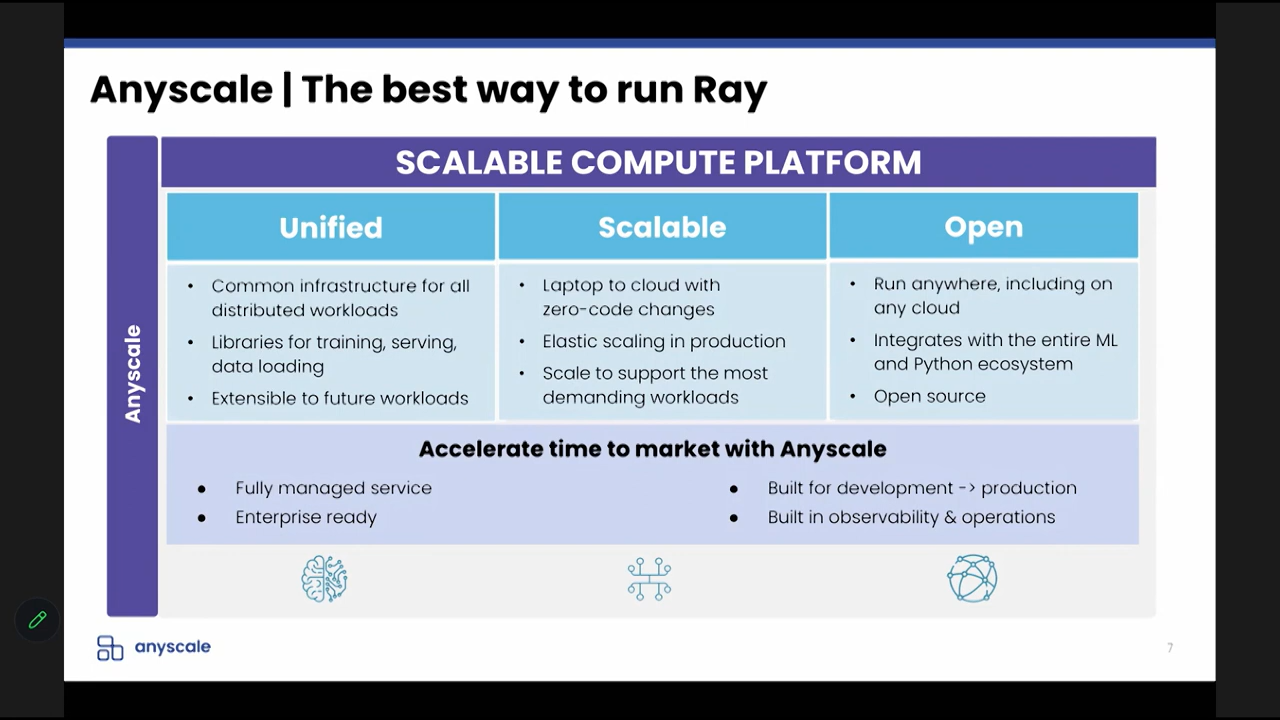 Anyscale | The best way to run Ray
Anyscale
SCALABLE COMPUTE PLATFORM
Unified
• Common infrastructure for all
distributed workloads
• Libraries for training, serving,
data loading
• Extensible to future workloads
Scalable
• Laptop to cloud with
zero-code changes
• Elastic scaling in production
• Scale to support the most
demanding workloads
Open
• Run anywhere, including on
any cloud
• Integrates with the entire ML
and Python ecosystem
• Open source
Accelerate time to market with Anyscale
● Fully managed service
● Enterprise ready
● Built for development -> production
● Built in observability & operations
anyscale
7